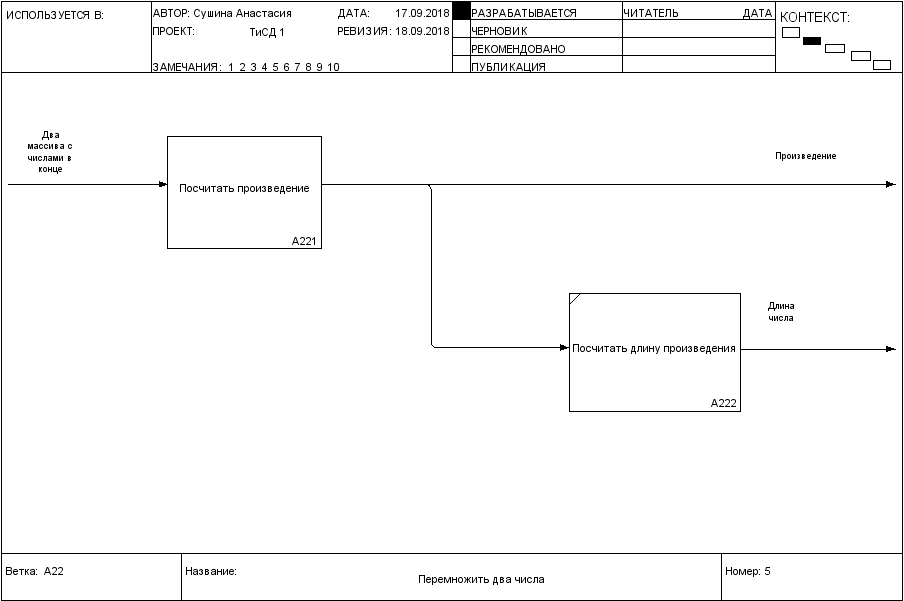 ИСПОЛЬЗУЕТСЯ В:
АВТОР: Сушина Анастасия
ДАТА: 17.09.2018
ПРОЕКТ: ТиСД 1
РЕВИЗИЯ: 18.09.2018
ЗАМЕЧАНИЯ: 1 2 3 4 5 6 7 8 9 10
РАЗРАБАТЫВАЕТСЯ
ЧЕРНОВИК
РЕКОМЕНДОВАНО
ПУБЛИКАЦИЯ
ЧИТАТЕЛЬ ДАТА
КОНТЕКСТ:
Два
массива с
числами в
конце
Посчитать произведение
A221
Произведение
Посчитать длину произведения
A222
Длина
числа
Ветка: A22
Название:
Перемножить два числа
Номер: 5